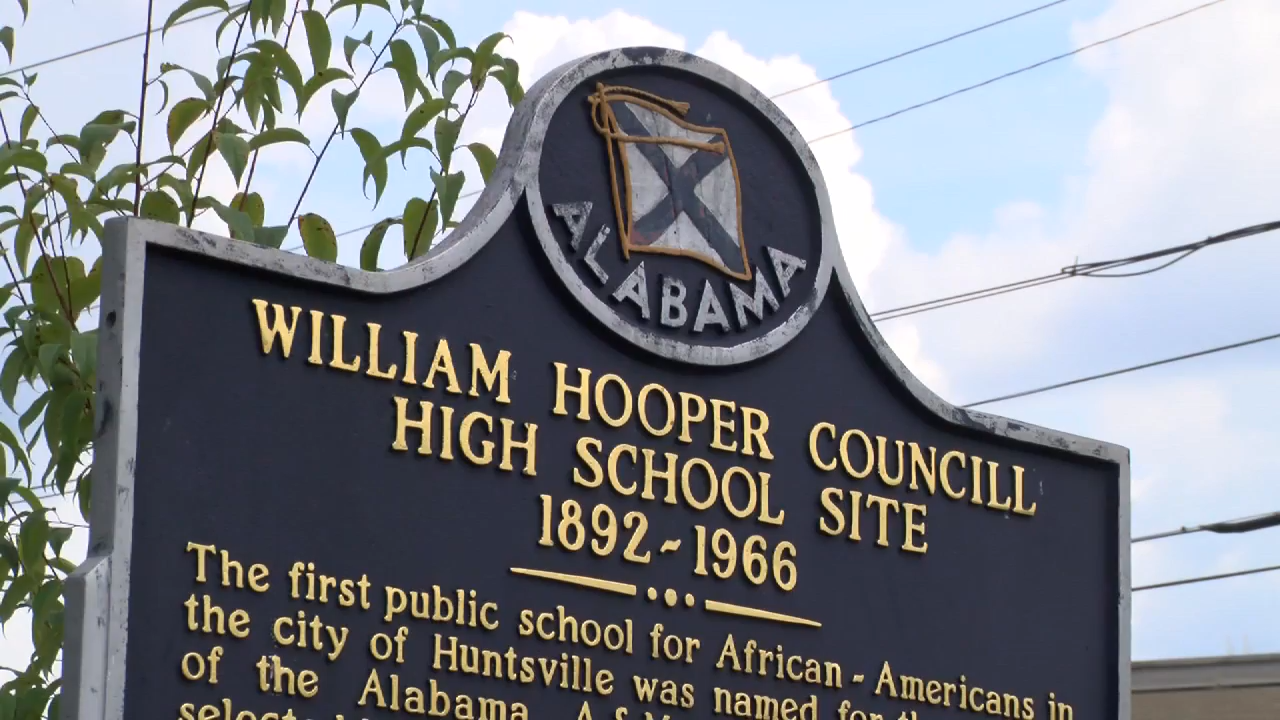 ALABAMA
WILLIAM HOOPER COUNCILL
HIGH SCHOOL SITE
1892-1966
The first public school for African-Americans in
the city of Huntsville was named for
of the Alabama A&M